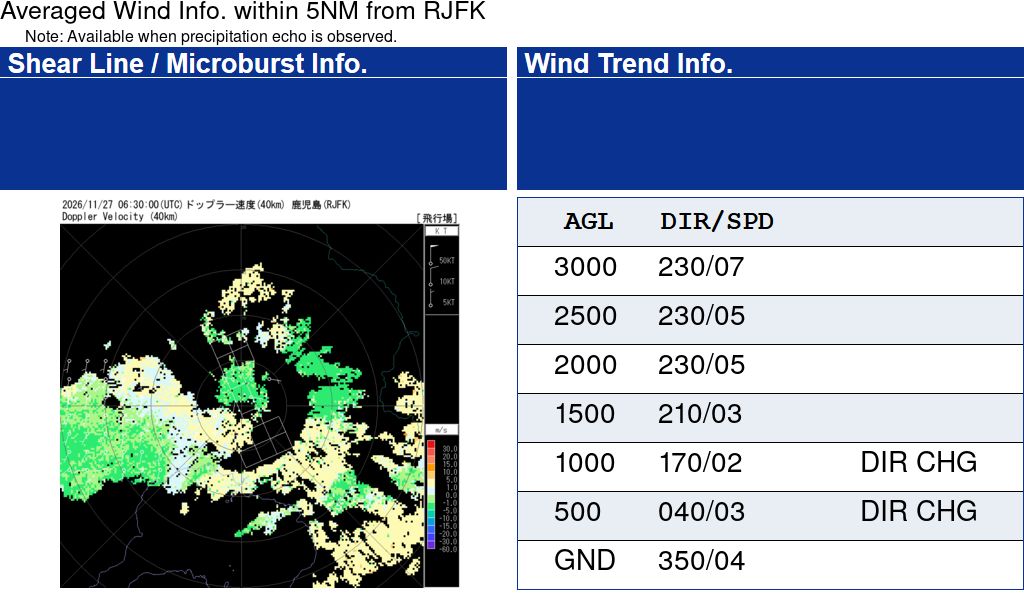 Averaged Wind Info. within 5NM from RJFK
Note: Available when precipitation echo is observed.
Shear Line / Microburst Info.
Wind Trend Info.
2026/11/27 06:30:00(UTC) ドップラー速度(40km) 鹿児島(RJFK)
Doppler Velocity (40km)
[飛行場]
KT
50KT
10KT
5KT
m/s
30.0
20.0
15.0
10.0
5.0
1.0
0.0
-1.0
-5.0
-10.0
-15.0
-20.0
-30.0
-60.0
AGL DIR/SPD
3000 230/07
2500 230/05
2000 230/05
1500 210/03
1000 170/02 DIR CHG
500 040/03 DIR CHG
GND 350/04